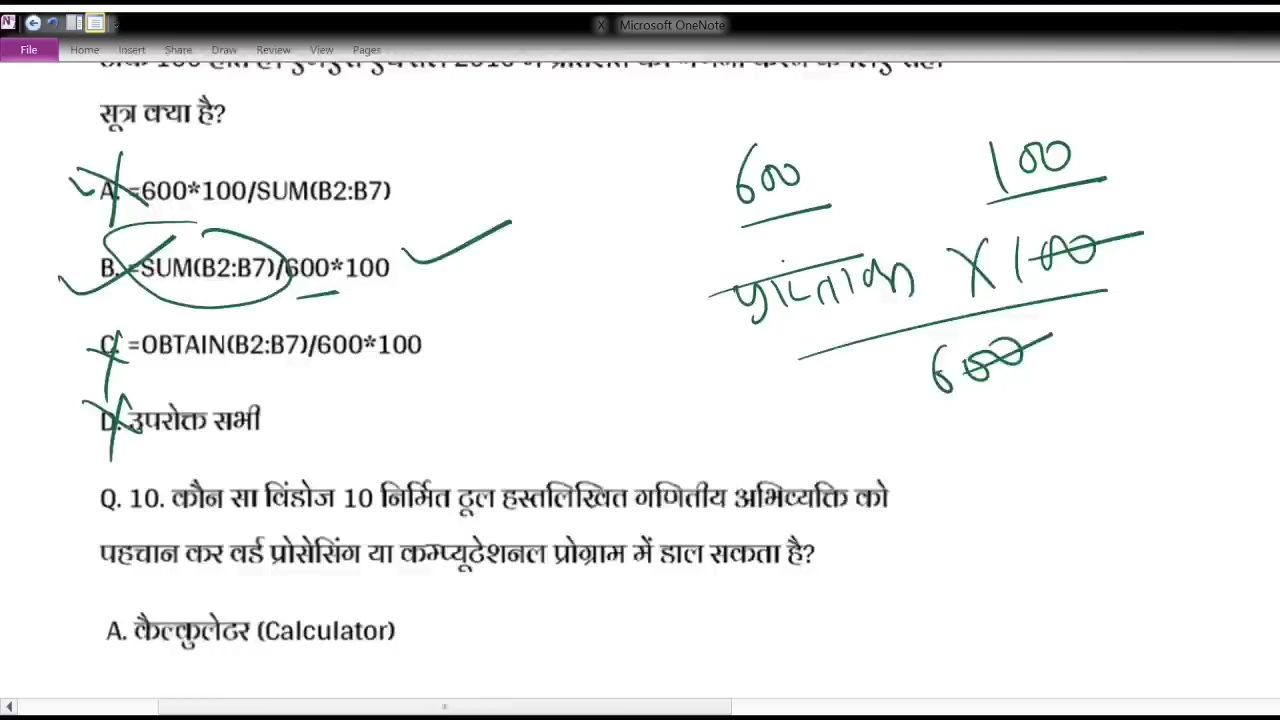 X Microsoft OneNote
File Home Insert Share Draw Review View Pages
सूत्र क्या है?
A. =600*100/SUM(B2:B7)
B. =SUM(B2:B7)/600*100
C. =OBTAIN(B2:B7)/600*100
D. उपरोक्त सभी
600 100
प्राप्तांक X 100
600
Q. 10. कौन सा विंडोज 10 निर्मित टूल हस्तलिखित गणितीय अभिव्यक्ति को
पहचान कर वर्ड प्रोसेसिंग या कम्प्यूटेशनल प्रोग्राम में डाल सकता है?
A. कैल्कुलेटर (Calculator)